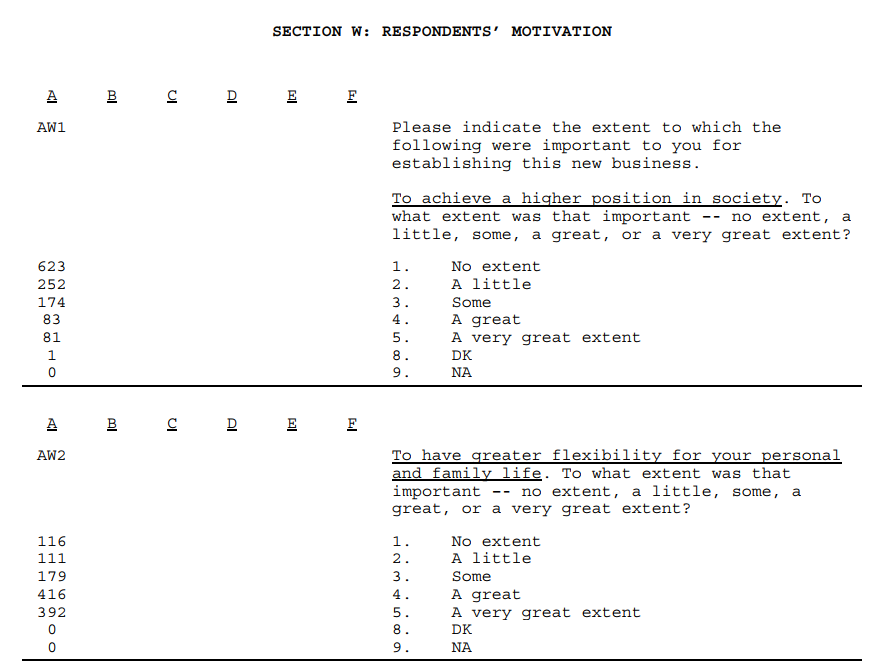 SECTION W: RESPONDENTS’ MOTIVATION
A B C D E F
AW1 Please indicate the extent to which the
following were important to you for
establishing this new business.
To achieve a higher position in society. To
what extent was that important -- no extent, a
little, some, a great, or a very great extent?
623 1. No extent
252 2. A little
174 3. Some
83 4. A great
81 5. A very great extent
1 8. DK
0 9. NA
A B C D E F
AW2 To have greater flexibility for your personal
and family life. To what extent was that
important -- no extent, a little, some, a
great, or a very great extent?
116 1. No extent
111 2. A little
179 3. Some
416 4. A great
392 5. A very great extent
0 8. DK
0 9. NA